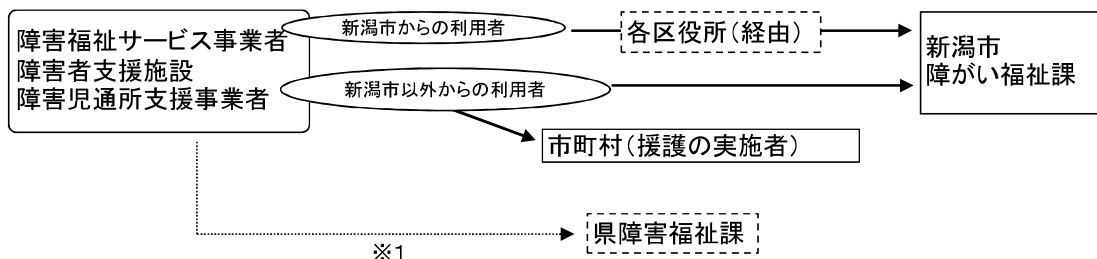 障害福祉サービス事業者
障害者支援施設
障害児通所支援事業者
新潟市からの利用者
各区役所（経由）
新潟市
障がい福祉課
新潟市以外からの利用者
市町村（援護の実施者）
県障害福祉課
※１